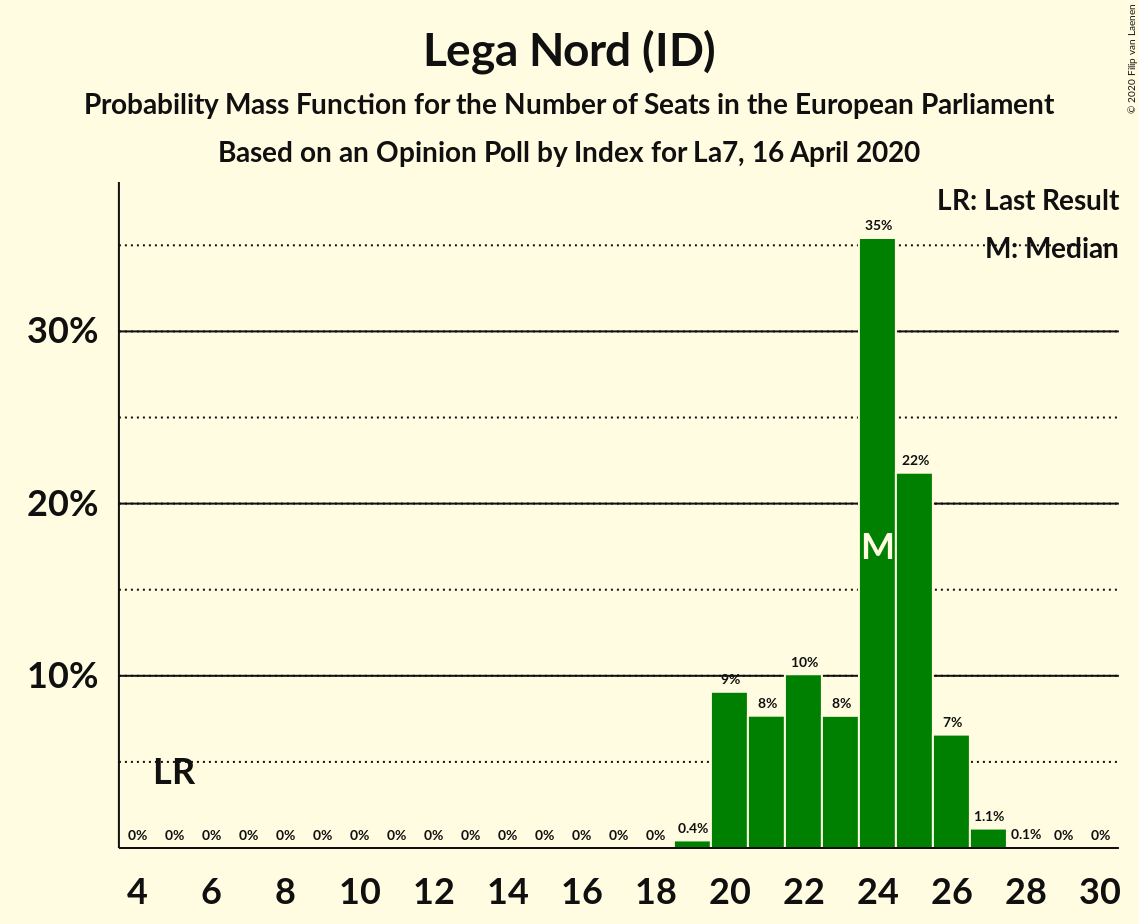 Lega Nord (ID)
Probability Mass Function for the Number of Seats in the European Parliament
Based on an Opinion Poll by Index for La7, 16 April 2020
© 2020 Filip van Laenen
LR: Last Result
M: Median
35%
30%
22%
20%
M
10%
10%
9%
8%
8%
7%
LR
0% 0% 0% 0% 0% 0% 0% 0% 0% 0% 0% 0% 0% 0% 0% 0.4% 1.1% 0.1% 0% 0%
4 6 8 10 12 14 16 18 20 22 24 26 28 30